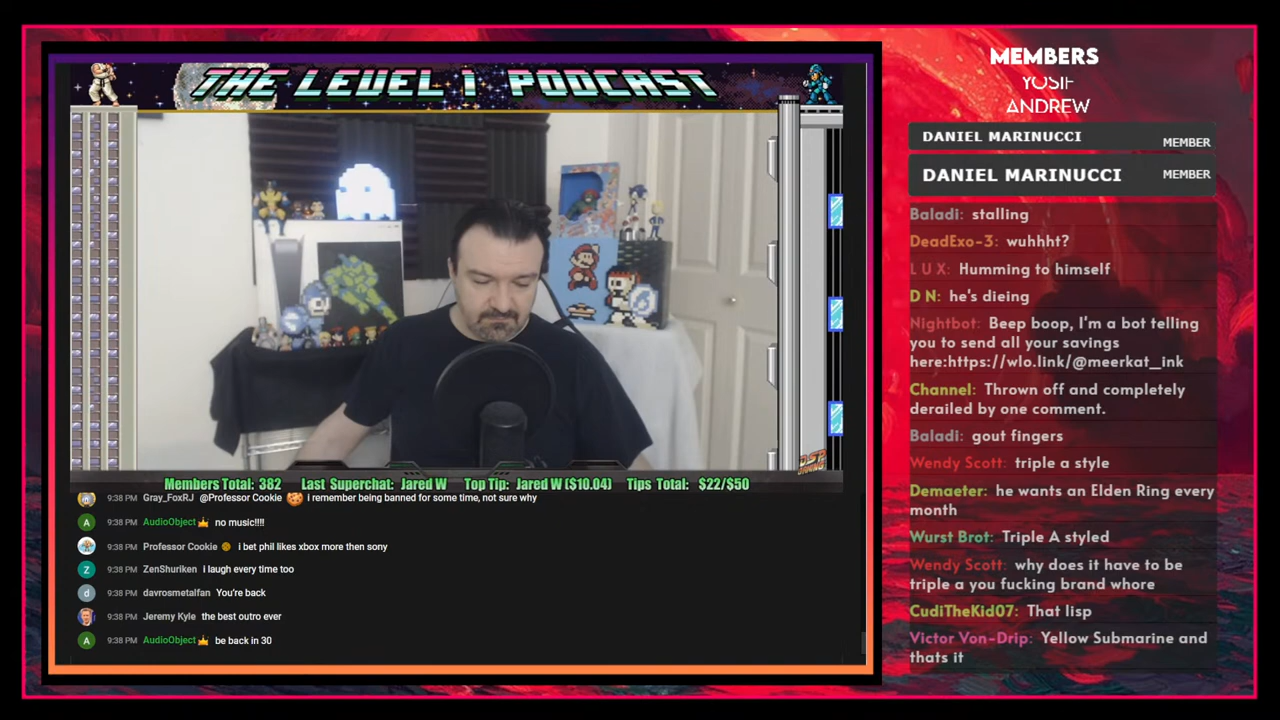 THE LEVEL 1 PODCAST
Members Total: 382 Last Superchat: Jared W Top Tip: Jared W ($10.04) Tips Total: $22/$50
9:38 PM Gray_FoxRJ @Professor Cookie i remember being banned for some time, not sure why
A 9:38 PM AudioObject no music!!!!
9:38 PM Professor Cookie i bet phil likes xbox more then sony
Z 9:38 PM ZenShuriken i laugh every time too
d 9:38 PM davrosmetalfan You're back
9:38 PM Jeremy Kyle the best outro ever
A 9:38 PM AudioObject be back in 30
MEMBERS
YOSIF
ANDREW
DANIEL MARINUCCI MEMBER
DANIEL MARINUCCI MEMBER
Baladi: stalling
DeadExo-3: wuhhht?
L U X: Humming to himself
D N: he's dieing
Nightbot: Beep boop, I'm a bot telling
you to send all your savings
here:https://wlo.link/@meerkat_ink
Channel: Thrown off and completely
derailed by one comment.
Baladi: gout fingers
Wendy Scott: triple a style
Demaeter: he wants an Elden Ring every
month
Wurst Brot: Triple A styled
Wendy Scott: why does it have to be
triple a you fucking brand whore
CudiTheKid07: That lisp
Victor Von-Drip: Yellow Submarine and
thats it